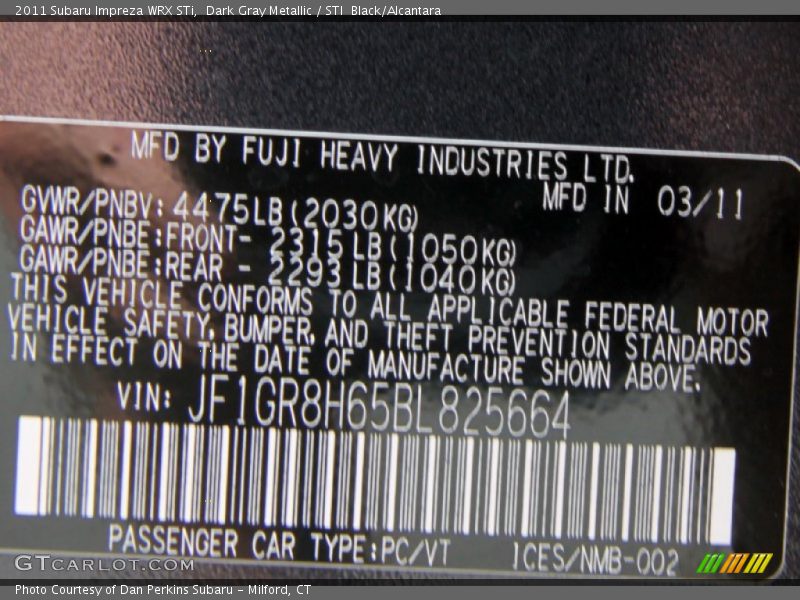 2011 Subaru Impreza WRX STi,  Dark Gray Metallic / STI  Black/Alcantara
MFD BY FUJI HEAVY INDUSTRIES LTD.
MFD IN 03/11
GVWR/PNBV: 4475LB(2030KG)
GAWR/PNBE:FRONT- 2315LB(1050KG)
GAWR/PNBE:REAR - 2293LB(1040KG)
THIS VEHICLE CONFORMS TO ALL APPLICABLE FEDERAL MOTOR
VEHICLE SAFETY, BUMPER, AND THEFT PREVENTION STANDARDS
IN EFFECT ON THE DATE OF MANUFACTURE SHOWN ABOVE.
VIN: JF1GR8H65BL825664
PASSENGER CAR TYPE:PC/VT ICES/NMB-002
GTCARLOT.COM
Photo Courtesy of Dan Perkins Subaru – Milford, CT